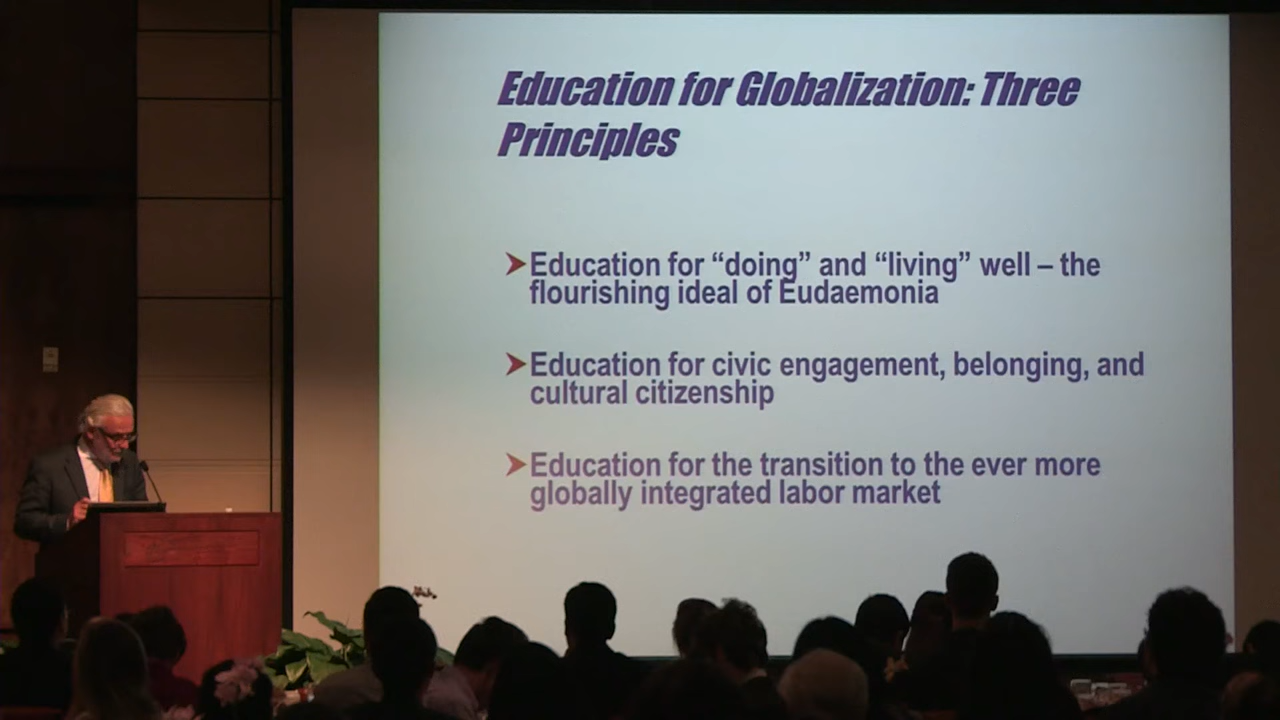 Education for Globalization: Three
Principles
➤Education for “doing” and “living” well – the
flourishing ideal of Eudaemonia
➤Education for civic engagement, belonging, and
cultural citizenship
➤Education for the transition to the ever more
globally integrated labor market